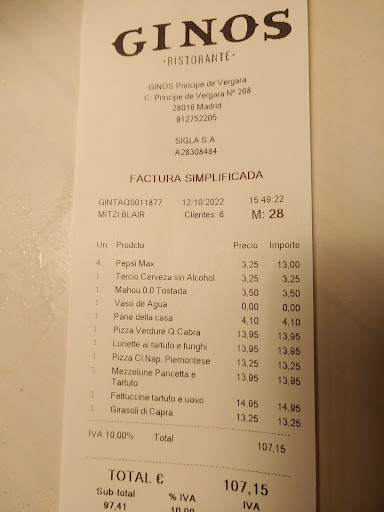 GINOS
·RISTORANTE·
GINOS Principe de Vergara
C. Principe de Vergara Nº 268
28016 Madrid
912752205
SIGLA S.A
A28308484
FACTURA SIMPLIFICADA
GINTAQ0011877 12/10/2022 15:49:22
MITZI BLAIR Clientes: 6 M: 28
Un. Prodcto Precio Importe
4 Pepsi Max 3,25 13,00
1 Tercio Cerveza sin Alcohol 3,25 3,25
1 Mahou 0.0 Tostada 3,50 3,50
1 Vaso de Agua 0,00 0,00
1 Pane della casa 4,10 4,10
1 Pizza Verdure Q.Cabra 13,95 13,95
1 Lunette al tartufo e funghi 13,95 13,95
1 Pizza Cl.Nap. Piemontese 13,25 13,25
1 Mezzelune Pancetta e 13,95 13,95
Tartufo
1 Fettuccine tartufo e uovo 14,95 14,95
1 Girasoli di Capra 13,25 13,25
IVA 10,00% Total 107,15
TOTAL € 107,15
Sub-total % IVA IVA
97,41 10,00